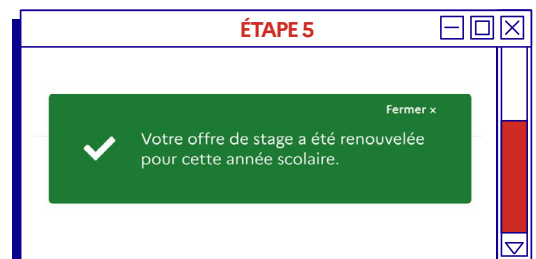 ÉTAPE 5
Fermer ×
Votre offre de stage a été renouvelée
pour cette année scolaire.